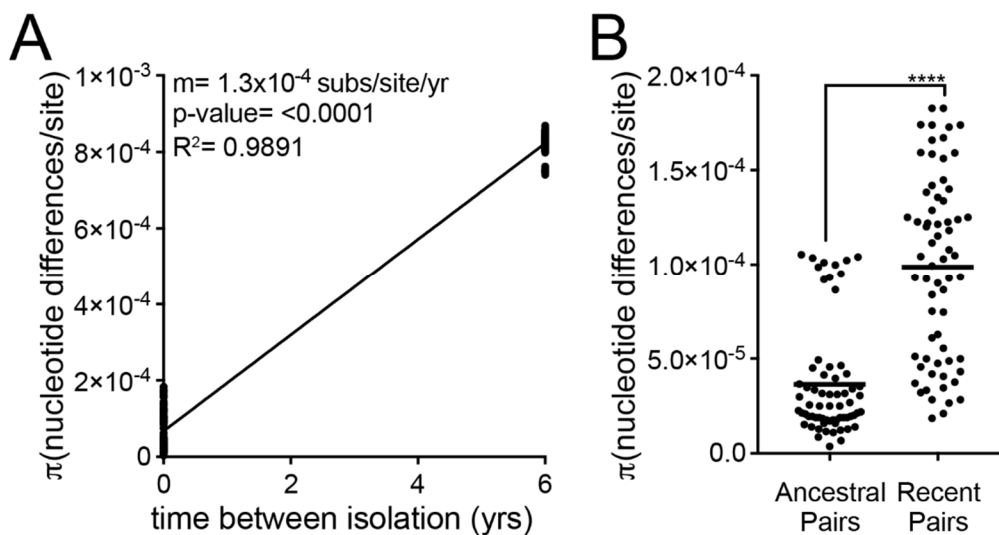 A
π(nucleotide differences/site)
1×10⁻³
8×10⁻⁴
6×10⁻⁴
4×10⁻⁴
2×10⁻⁴
0
m= 1.3x10⁻⁴ subs/site/yr
p-value= <0.0001
R²= 0.9891
0 2 4 6
time between isolation (yrs)
B
π(nucleotide differences/site)
2.0×10⁻⁴
1.5×10⁻⁴
1.0×10⁻⁴
5.0×10⁻⁵
0.0
****
Ancestral Recent
Pairs Pairs